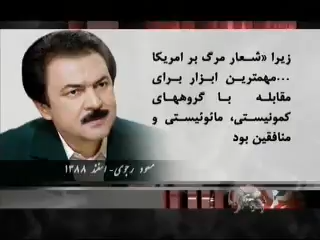 زیرا «شعار مرگ بر امریکا
...مهمترین ابزار برای
مقابله با گروههای
کمونیستی، مائوئیستی و
منافقین بود
مسعود رجوی - اسفند ۱۳۸۸